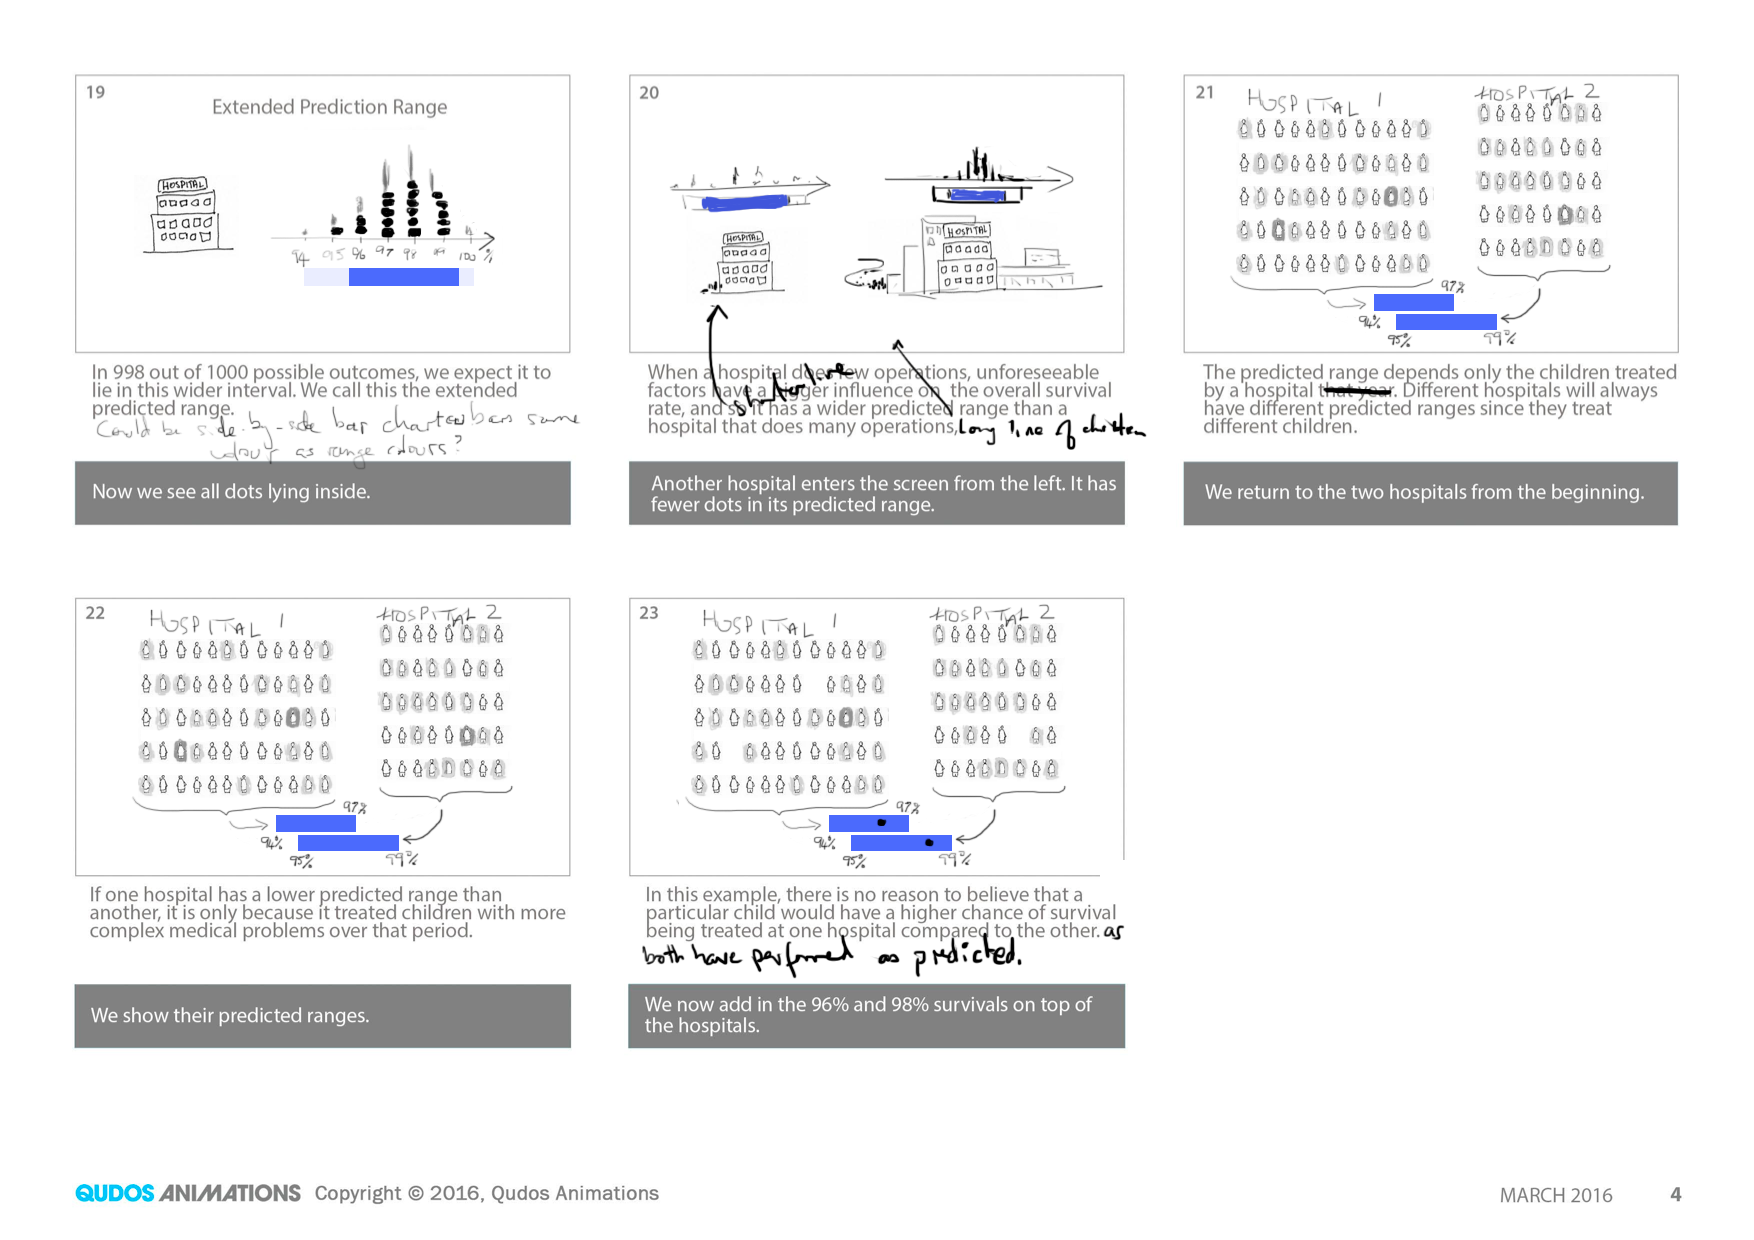 19
Extended Prediction Range
HOSPITAL
94 95 96 97 98 99 100 %
In 998 out of 1000 possible outcomes, we expect it to
lie in this wider interval. We call this the extended
predicted range.
Could be side-by-side bar chart bars same
colour as range colours?
Now we see all dots lying inside.
20
HOSPITAL
HOSPITAL
When a hospital does few operations, unforeseeable
factors have a bigger influence on the overall survival
rate, and so it has a wider predicted range than a
hospital that does many operations,
shorter line
Long line of children
Another hospital enters the screen from the left. It has
fewer dots in its predicted range.
21
HOSPITAL 1
HOSPITAL 2
97%
94%
95%
99%
The predicted range depends only the children treated
by a hospital that year. Different hospitals will always
have different predicted ranges since they treat
different children.
We return to the two hospitals from the beginning.
22
HOSPITAL 1
HOSPITAL 2
97%
94%
95%
99%
If one hospital has a lower predicted range than
another, it is only because it treated children with more
complex medical problems over that period.
We show their predicted ranges.
23
HOSPITAL 1
HOSPITAL 2
97%
94%
95%
99%
In this example, there is no reason to believe that a
particular child would have a higher chance of survival
being treated at one hospital compared to the other. as
both have performed as predicted.
We now add in the 96% and 98% survivals on top of
the hospitals.
QUDOS ANIMATIONS Copyright © 2016, Qudos Animations
MARCH 2016 4